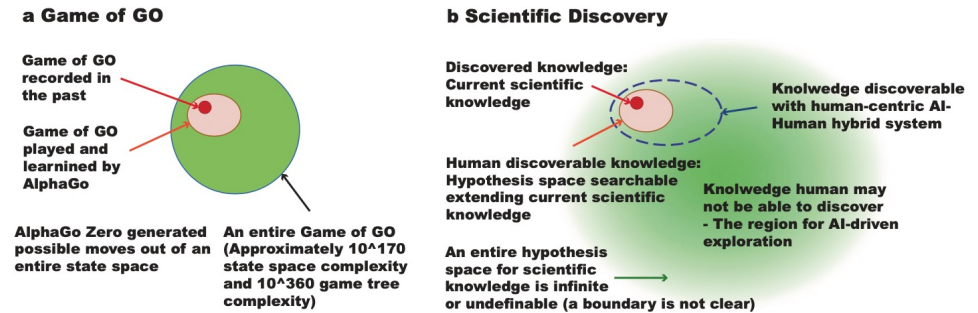 a Game of GO
Game of GO
recorded in
the past
Game of GO
played and
learnined by
AlphaGo
AlphaGo Zero generated
possible moves out of an
entire state space
An entire Game of GO
(Approximately 10^170
state space complexity
and 10^360 game tree
complexity)
b Scientific Discovery
Discovered knowledge:
Current scientific
knowledge
Knolwedge discoverable
with human-centric AI-
Human hybrid system
Human discoverable knowledge:
Hypothesis space searchable
extending current scientific
knowledge
Knolwedge human may
not be able to discover
- The region for AI-driven
exploration
An entire hypothesis
space for scientific
knowledge is infinite
or undefinable (a boundary is not clear)